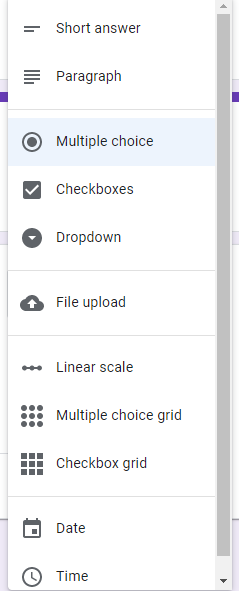 Short answer
Paragraph
Multiple choice
Checkboxes
Dropdown
File upload
Linear scale
Multiple choice grid
Checkbox grid
Date
Time